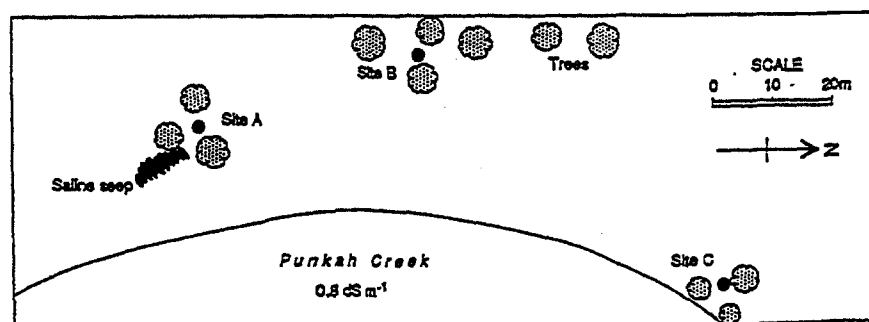 Site B
Trees
SCALE
0 10 20m
Site A
N
Saline seep
Punkah Creek
0.8 dS m⁻¹
Site C